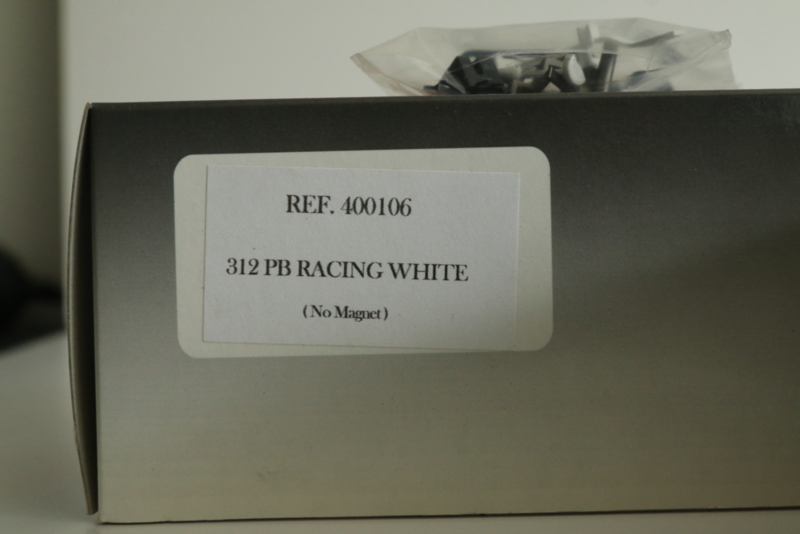 REF. 400106
312 PB RACING WHITE
( No Magnet )